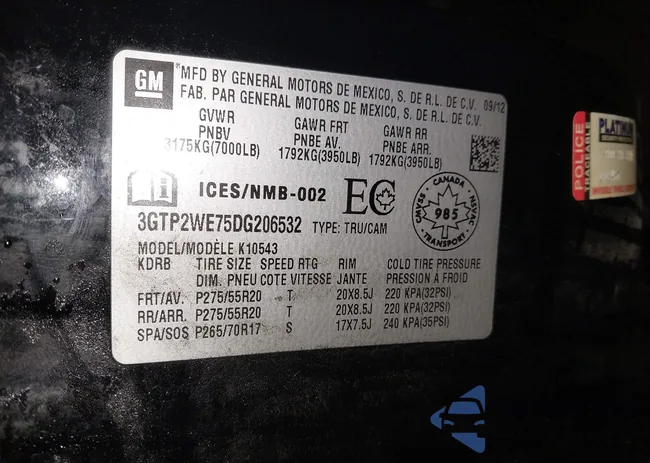 GM
MFD BY GENERAL MOTORS DE MEXICO, S. DE R.L. DE C.V. 09/12
FAB. PAR GENERAL MOTORS DE MEXICO, S. DE R.L. DE C.V.
GVWR GAWR FRT GAWR RR
PNBV PNBE AV. PNBE ARR.
3175KG(7000LB) 1792KG(3950LB) 1792KG(3950LB)
ICES/NMB-002 EC
CANADA
NSVAC
985
TRANSPORT
NSVAC
3GTP2WE75DG206532 TYPE: TRU/CAM
MODEL/MODÈLE K10543
KDRB TIRE SIZE SPEED RTG RIM COLD TIRE PRESSURE
DIM. PNEU COTE VITESSE JANTE PRESSION A FROID
FRT/AV. P275/55R20 T 20X8.5J 220 KPA(32PSI)
RR/ARR. P275/55R20 T 20X8.5J 220 KPA(32PSI)
SPA/SOS P265/70R17 S 17X7.5J 240 KPA(35PSI)
POLICE
TRACEABLE
PLATINUM